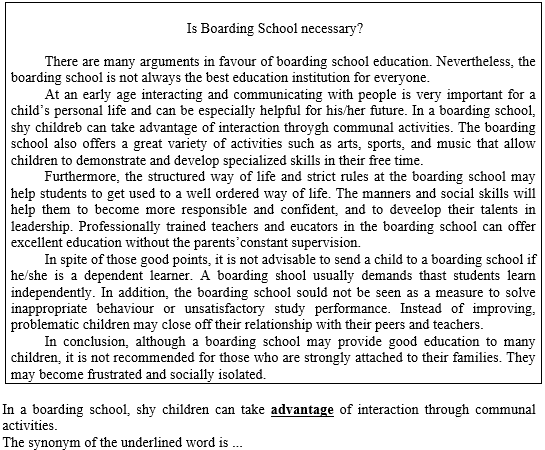 Is Boarding School necessary?
There are many arguments in favour of boarding school education. Nevertheless, the
boarding school is not always the best education institution for everyone.
At an early age interacting and communicating with people is very important for a
child's personal life and can be especially helpful for his/her future. In a boarding school,
shy childreb can take advantage of interaction throygh communal activities. The boarding
school also offers a great variety of activities such as arts, sports, and music that allow
children to demonstrate and develop specialized skills in their free time.
Furthermore, the structured way of life and strict rules at the boarding school may
help students to get used to a well ordered way of life. The manners and social skills will
help them to become more responsible and confident, and to deveelop their talents in
leadership. Professionally trained teachers and eucators in the boarding school can offer
excellent education without the parents'constant supervision.
In spite of those good points, it is not advisable to send a child to a boarding school if
he/she is a dependent learner. A boarding shool usually demands thast students learn
independently. In addition, the boarding school sould not be seen as a measure to solve
inappropriate behaviour or unsatisfactory study performance. Instead of improving,
problematic children may close off their relationship with their peers and teachers.
In conclusion, although a boarding school may provide good education to many
children, it is not recommended for those who are strongly attached to their families. They
may become frustrated and socially isolated.
In a boarding school, shy children can take advantage of interaction through communal
activities.
The synonym of the underlined word is ...